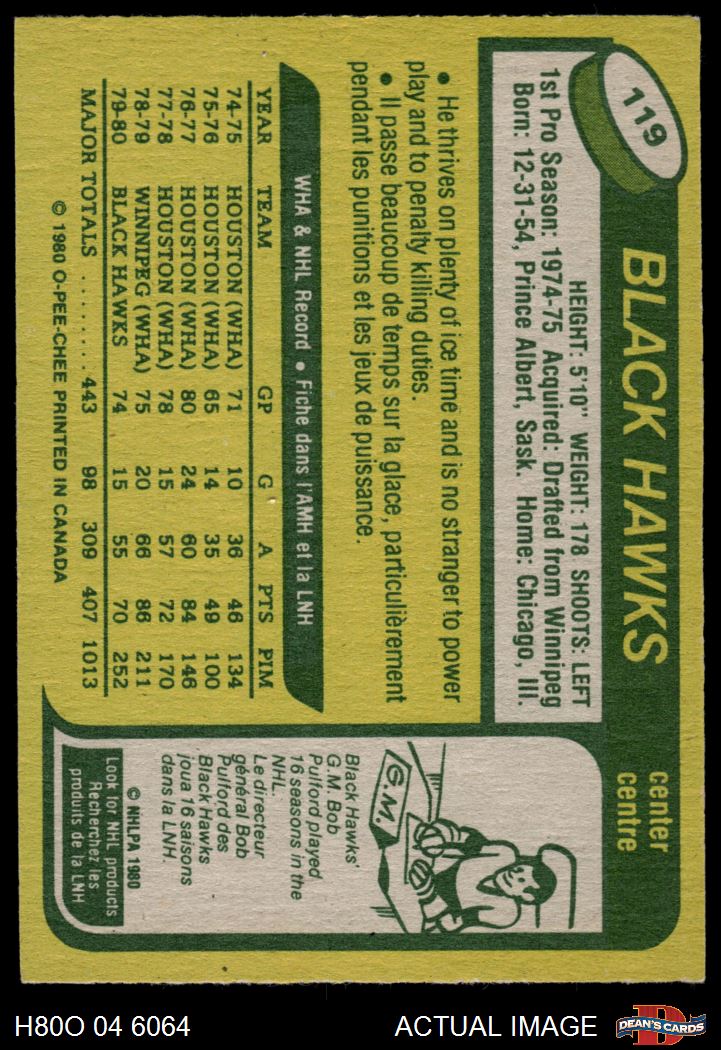 119
BLACK HAWKS
center
centre
HEIGHT: 5'10" WEIGHT: 178 SHOOTS: LEFT
1st Pro Season: 1974-75 Acquired: Drafted from Winnipeg
Born: 12-31-54, Prince Albert, Sask. Home: Chicago, Ill.
• He thrives on plenty of ice time and is no stranger to power
play and to penalty killing duties.
• Il passe beaucoup de temps sur la glace, particulièrement
pendant les punitions et les jeux de puissance.
WHA & NHL Record • Fiche dans l'AMH et la LNH
YEAR TEAM GP G A PTS PIM
74-75 HOUSTON (WHA) 71 10 36 46 134
75-76 HOUSTON (WHA) 65 14 35 49 100
76-77 HOUSTON (WHA) 80 24 60 84 146
77-78 HOUSTON (WHA) 78 15 57 72 170
78-79 WINNIPEG (WHA) 75 20 66 86 211
79-80 BLACK HAWKS 74 15 55 70 252
MAJOR TOTALS ........ 443 98 309 407 1013
© 1980 O-PEE-CHEE PRINTED IN CANADA
G.M.
Black Hawks'
G.M. Bob
Pulford played
16 seasons in the
NHL.
Le directeur
général Bob
Pulford des
Black Hawks
joua 16 saisons
dans la LNH.
© NHLPA 1980
Look for NHL products
Recherchez les
produits de la LNH
H80O 04 6064
ACTUAL IMAGE
D
DEAN'S CARDS